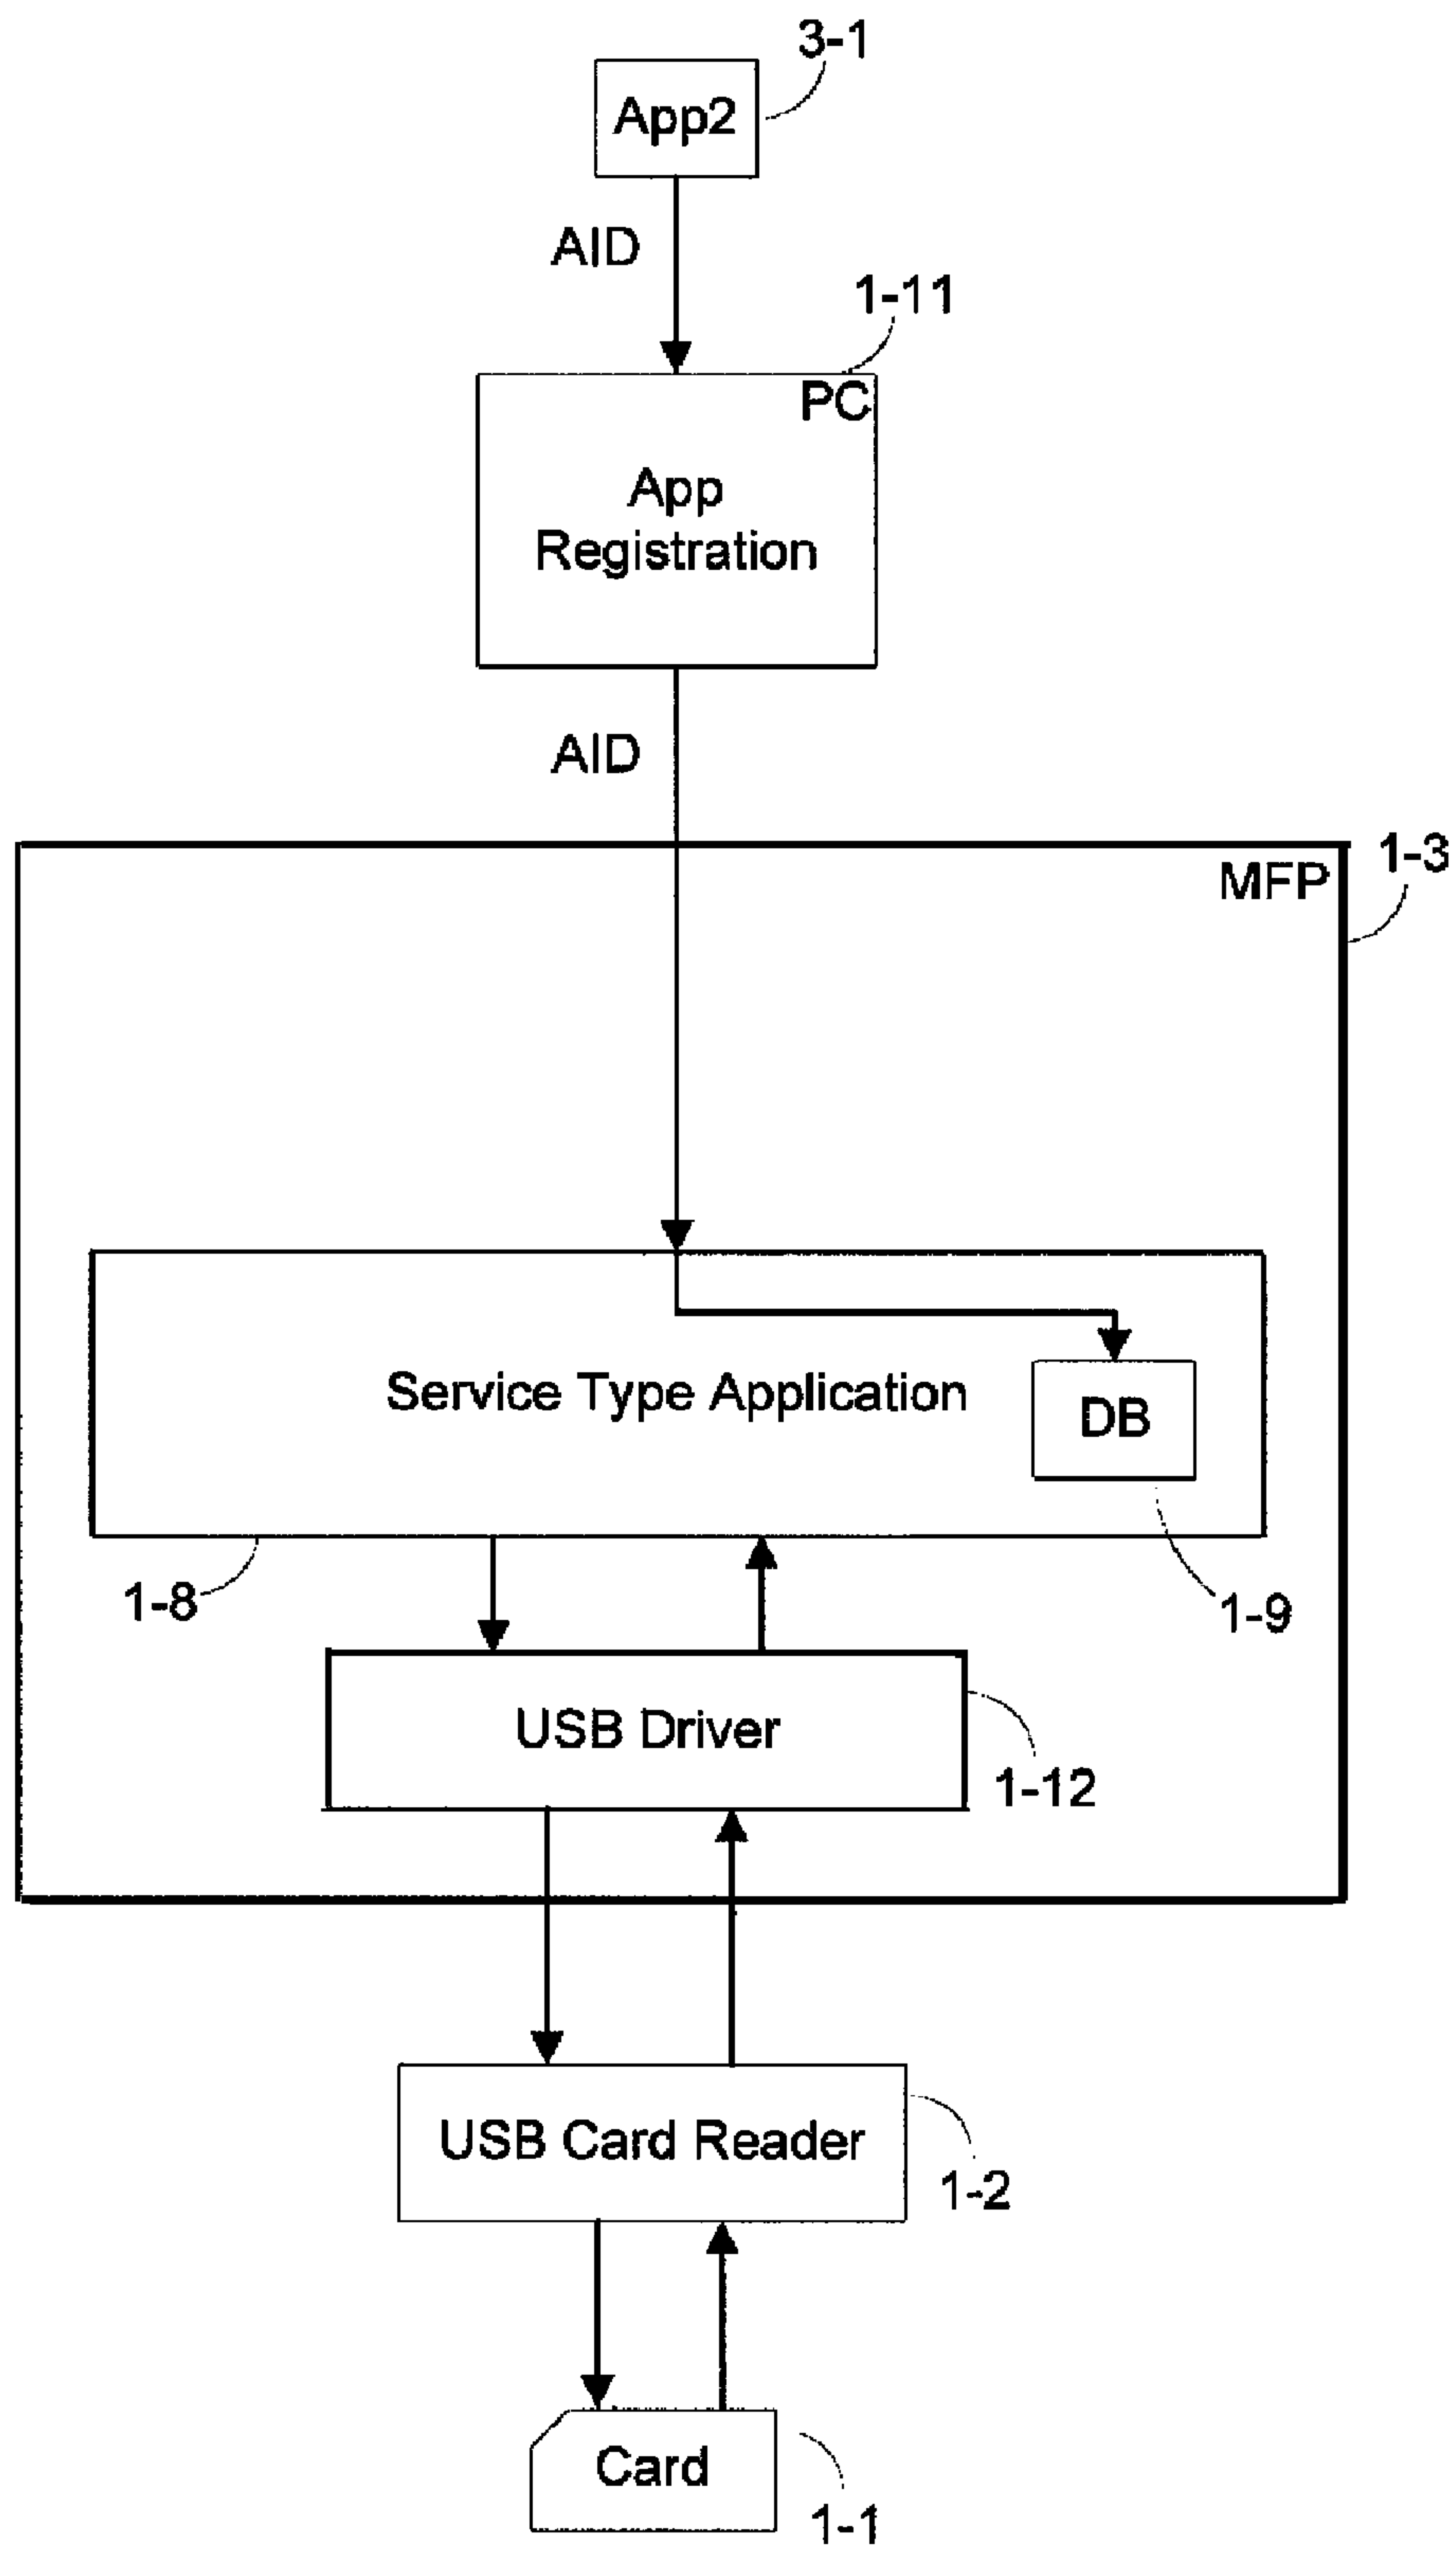 3-1
App2
AID
1-11
PC
App
Registration
AID
1-3
MFP
Service Type Application
DB
1-8
1-9
USB Driver
1-12
USB Card Reader
1-2
Card
1-1